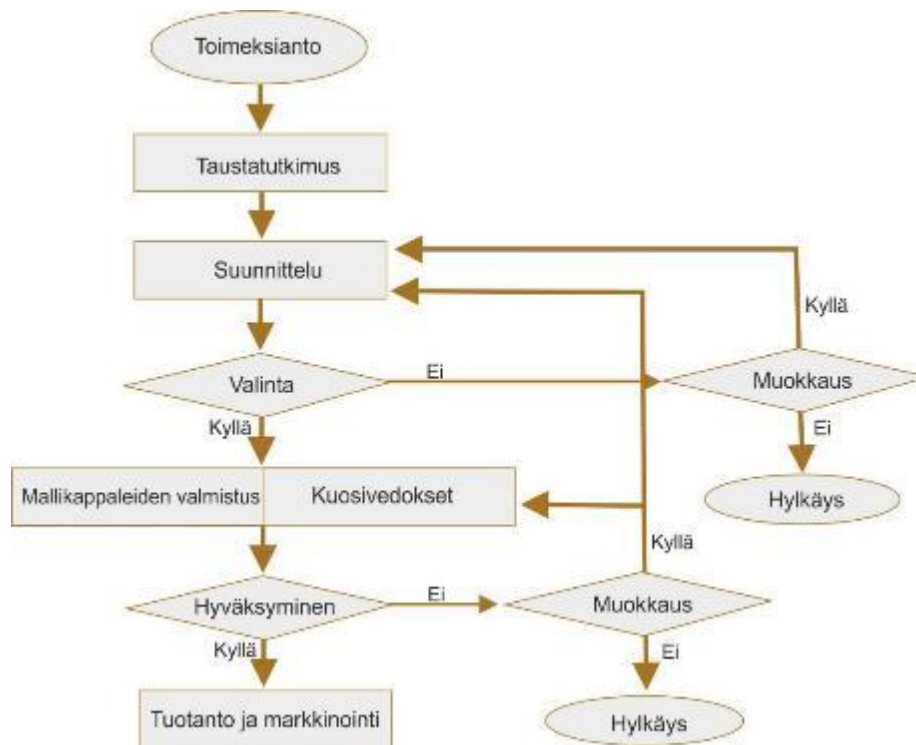 Toimeksianto
Taustatutkimus
Suunnittelu
Kyllä
Valinta
Ei
Muokkaus
Kyllä
Ei
Mallikappaleiden valmistus
Kuosivedokset
Hylkäys
Kyllä
Hyväksyminen
Ei
Muokkaus
Kyllä
Ei
Tuotanto ja markkinointi
Hylkäys